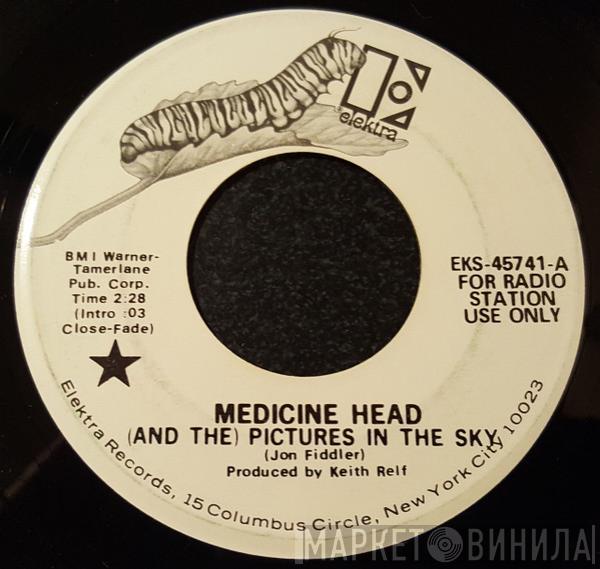 elektra
BMI Warner-
Tamerlane
Pub. Corp.
Time 2:28
(Intro :03
Close-Fade)
EKS-45741-A
FOR RADIO
STATION
USE ONLY
MEDICINE HEAD
(AND THE) PICTURES IN THE SKY
(Jon Fiddler)
Produced by Keith Relf
Elektra Records, 15 Columbus Circle, New York City 10023
МАРКЕТ ВИНИЛА